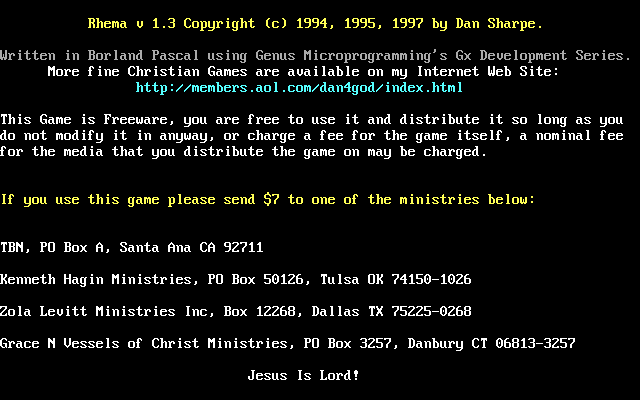 Rhema v 1.3 Copyright (c) 1994, 1995, 1997 by Dan Sharpe.
Written in Borland Pascal using Genus Microprogramming's Gx Development Series.
More fine Christian Games are available on my Internet Web Site:
http://members.aol.com/dan4god/index.html
This Game is Freeware, you are free to use it and distribute it so long as you
do not modify it in anyway, or charge a fee for the game itself, a nominal fee
for the media that you distribute the game on may be charged.
If you use this game please send $7 to one of the ministries below:
TBN, PO Box A, Santa Ana CA 92711
Kenneth Hagin Ministries, PO Box 50126, Tulsa OK 74150-1026
Zola Levitt Ministries Inc, Box 12268, Dallas TX 75225-0268
Grace N Vessels of Christ Ministries, PO Box 3257, Danbury CT 06813-3257
Jesus Is Lord!